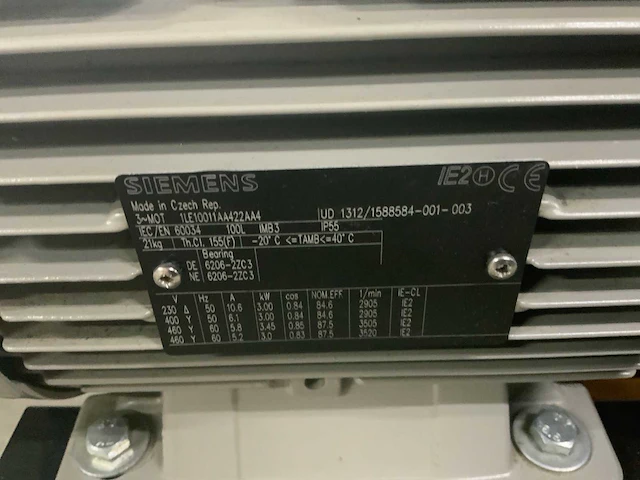 SIEMENS IE2 H CE
Made in Czech Rep.
3~MOT 1LE10011AA422AA4 UD 1312/1588584-001-003
IEC/EN 60034 100L IMB3 IP55
21kg Th.Cl. 155(F) -20°C <=TAMB<=40°C
Bearing
DE 6206-2ZC3
NE 6206-2ZC3
V Hz A kW cos NOM.EFF. 1/min IE-CL
230 Δ 50 10.6 3.00 0.84 84.6 2905 IE2
400 Y 50 6.1 3.00 0.84 84.6 2905 IE2
460 Y 60 5.8 3.45 0.85 87.5 3505 IE2
460 Y 60 5.2 3.0 0.83 87.5 3520 IE2